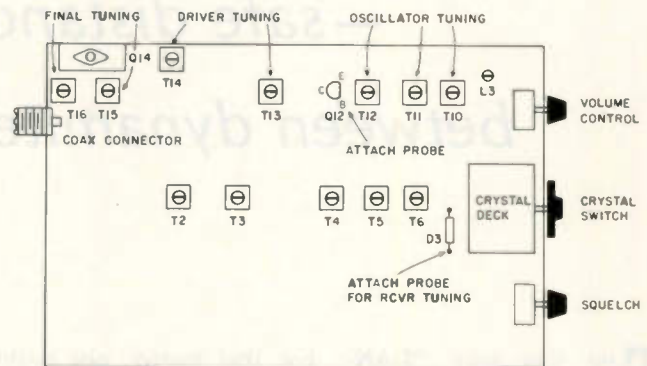 FINAL TUNING
DRIVER TUNING
OSCILLATOR TUNING
Q14
T14
T16
T15
T13
E
C
B
Q12
T12
T11
T10
L3
VOLUME
CONTROL
COAX CONNECTOR
ATTACH PROBE
T2
T3
T4
T5
T6
CRYSTAL
DECK
CRYSTAL
SWITCH
D3
ATTACH PROBE
FOR RCVR TUNING
SQUELCH